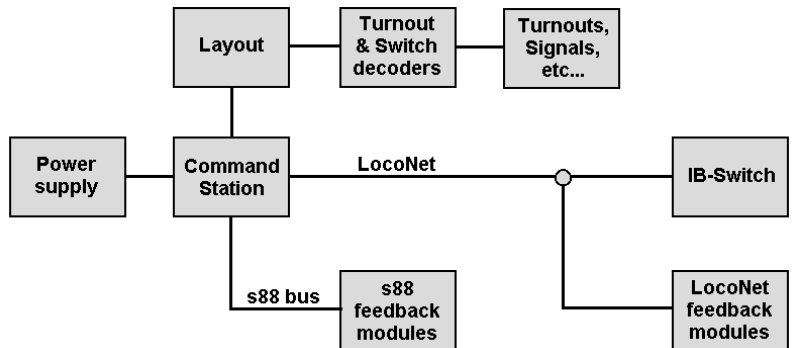 Layout
Turnout
& Switch
decoders
Turnouts,
Signals,
etc...
Power
supply
Command
Station
LocoNet
IB-Switch
s88 bus
s88
feedback
modules
LocoNet
feedback
modules